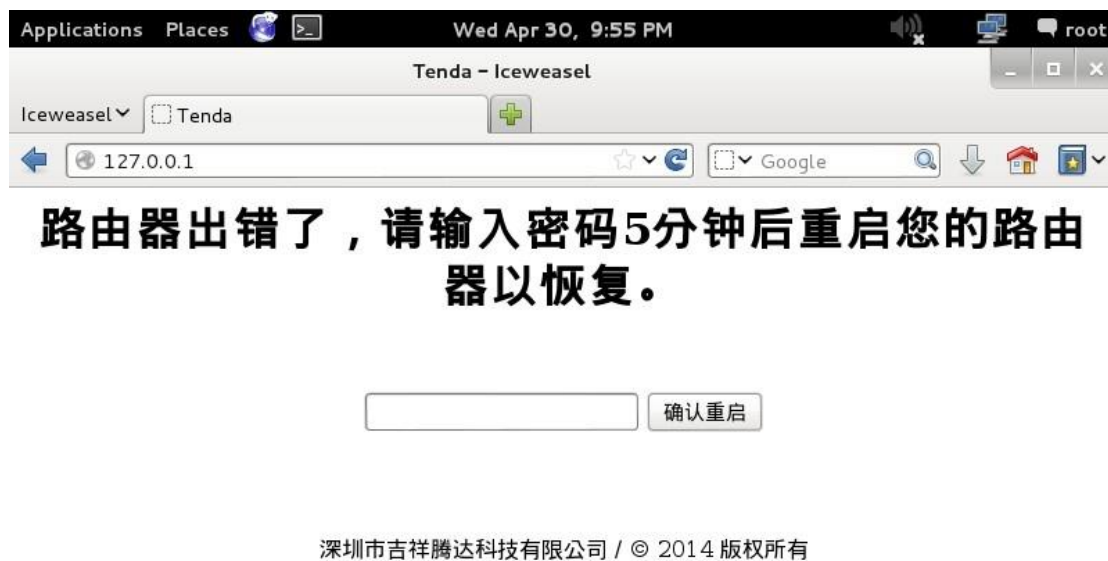 Applications Places Wed Apr 30, 9:55 PM root
Tenda – Iceweasel
Iceweasel Tenda
127.0.0.1 Google
路由器出错了，请输入密码5分钟后重启您的路由
器以恢复。
确认重启
深圳市吉祥腾达科技有限公司 / © 2014 版权所有